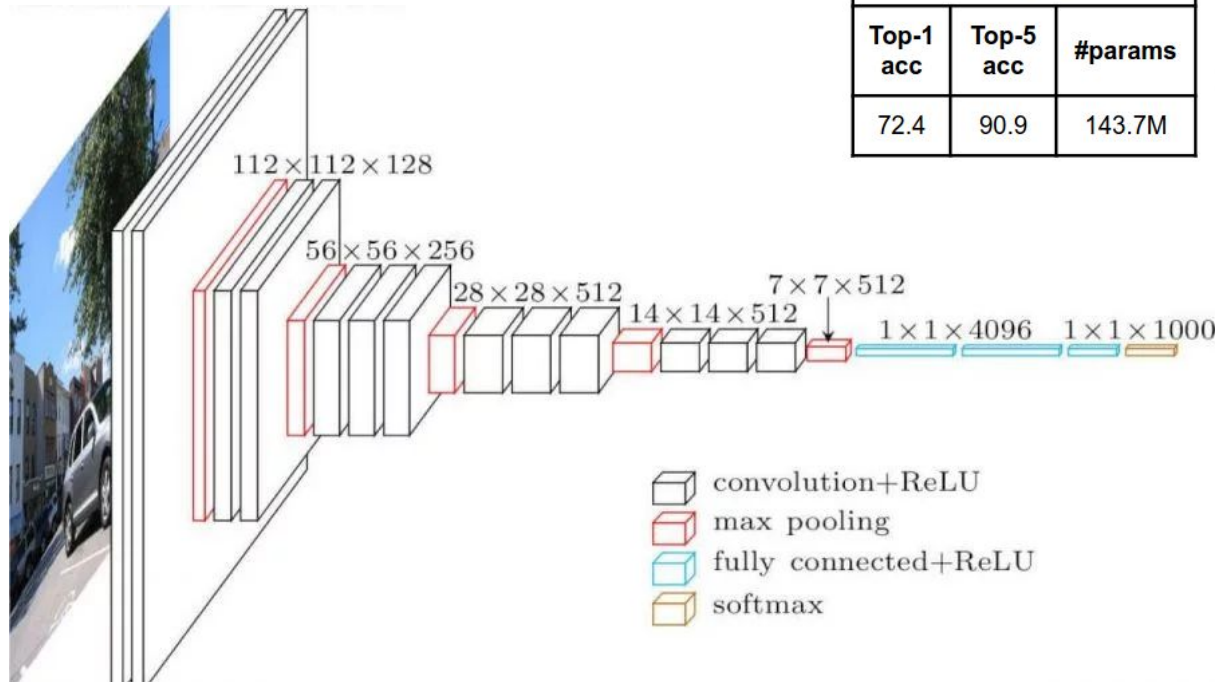 Top-1
acc
Top-5
acc
#params
72.4
90.9
143.7M
112×112×128
56×56×256
28×28×512
14×14×512
7×7×512
1×1×4096
1×1×1000
convolution+ReLU
max pooling
fully connected+ReLU
softmax